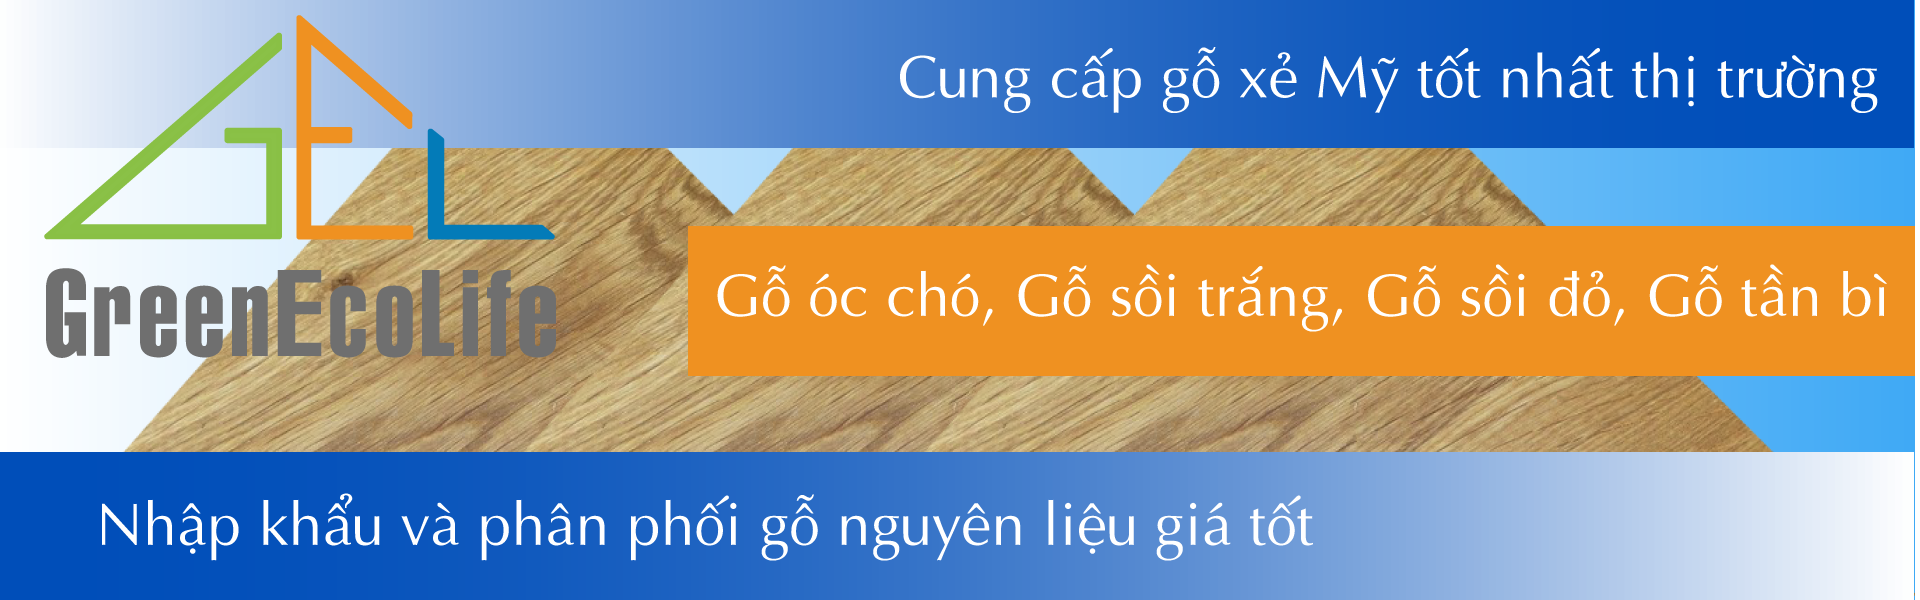 GEL
GreenEcoLife
Cung cấp gỗ xẻ Mỹ tốt nhất thị trường
Gỗ óc chó, Gỗ sồi trắng, Gỗ sồi đỏ, Gỗ tần bì
Nhập khẩu và phân phối gỗ nguyên liệu giá tốt